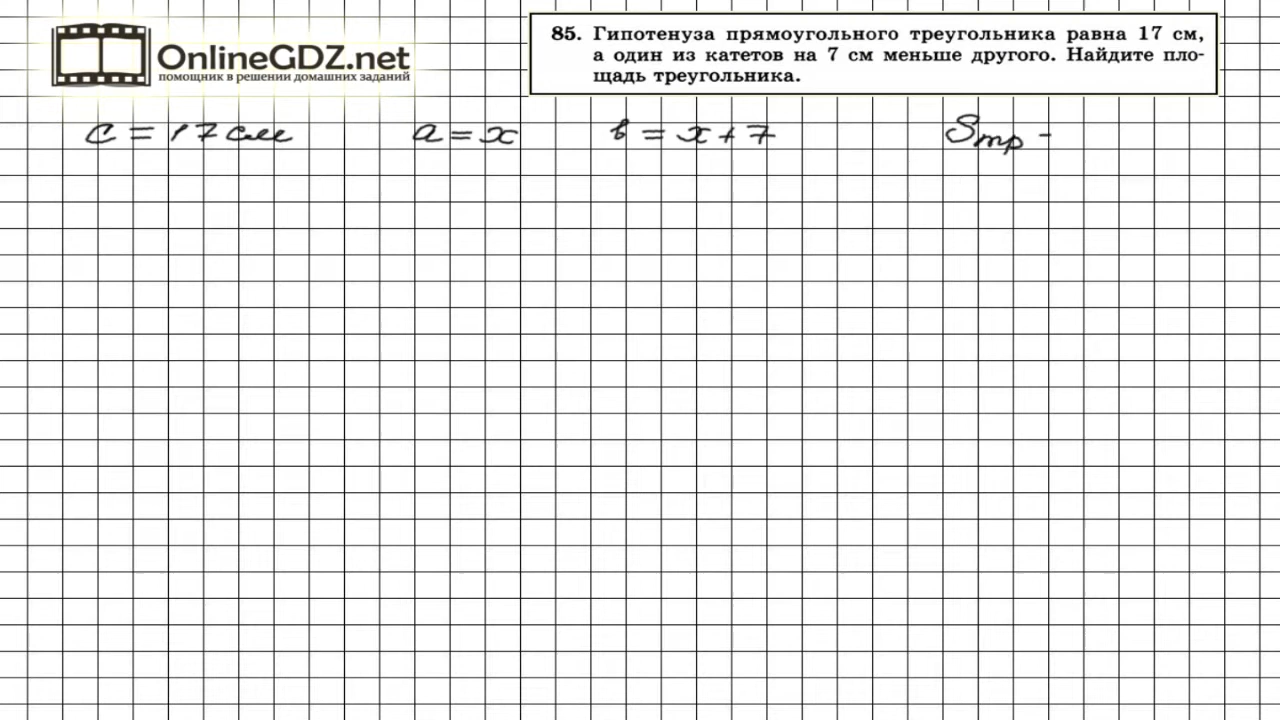 OnlineGDZ.net
помощник в решении домашних заданий
85. Гипотенуза прямоугольного треугольника равна 17 см,
а один из катетов на 7 см меньше другого. Найдите пло-
щадь треугольника.
c = 17 см a = x b = x + 7 Sтр -